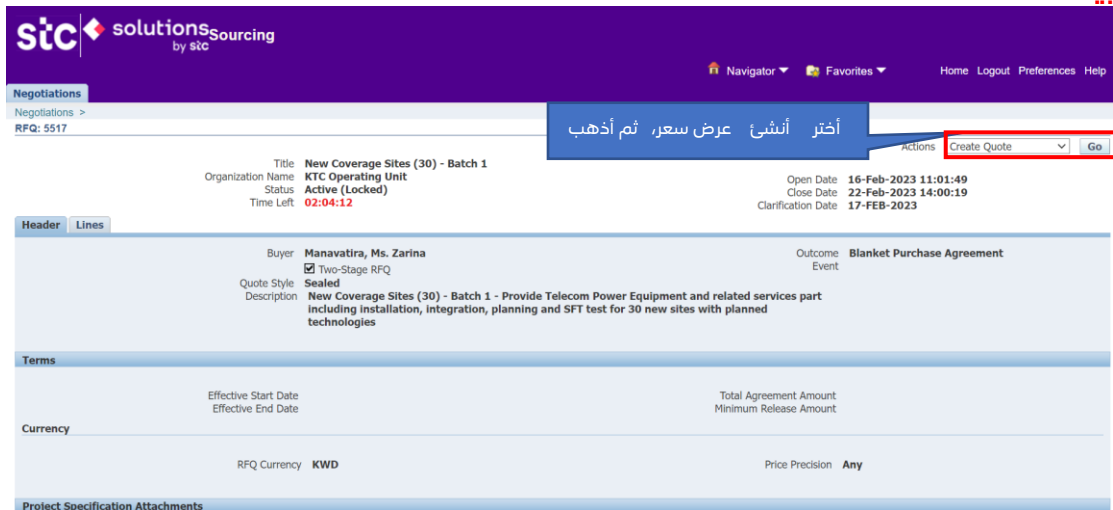 stc solutions Sourcing
by stc
Navigator Favorites Home Logout Preferences Help
Negotiations
Negotiations >
RFQ: 5517
أختر أنشئ عرض سعر، ثم أذهب
Actions Create Quote Go
Title New Coverage Sites (30) - Batch 1
Organization Name KTC Operating Unit
Status Active (Locked)
Time Left 02:04:12
Open Date 16-Feb-2023 11:01:49
Close Date 22-Feb-2023 14:00:19
Clarification Date 17-FEB-2023
Header Lines
Buyer Manavatira, Ms. Zarina
Two-Stage RFQ
Quote Style Sealed
Description New Coverage Sites (30) - Batch 1 - Provide Telecom Power Equipment and related services part
including installation, integration, planning and SFT test for 30 new sites with planned
technologies
Outcome Blanket Purchase Agreement
Event
Terms
Effective Start Date
Effective End Date
Total Agreement Amount
Minimum Release Amount
Currency
RFQ Currency KWD
Price Precision Any
Project Specification Attachments